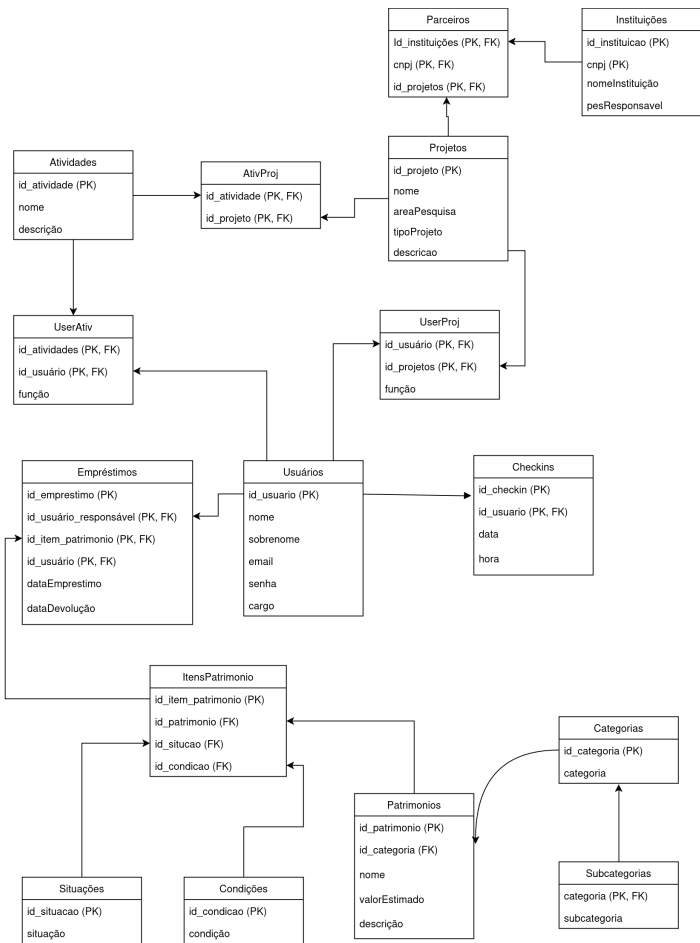 Parceiros
Id_instituições (PK, FK)
cnpj (PK, FK)
id_projetos (PK, FK)
Instituições
id_instituicao (PK)
cnpj (PK)
nomeInstituição
pesResponsavel
Atividades
id_atividade (PK)
nome
descrição
AtivProj
id_atividade (PK, FK)
id_projeto (PK, FK)
Projetos
id_projeto (PK)
nome
areaPesquisa
tipoProjeto
descricao
UserAtiv
id_atividades (PK, FK)
id_usuário (PK, FK)
função
UserProj
id_usuário (PK, FK)
id_projetos (PK, FK)
função
Empréstimos
id_emprestimo (PK)
id_usuário_responsável (PK, FK)
id_item_patrimonio (PK, FK)
id_usuário (PK, FK)
dataEmprestimo
dataDevolução
Usuários
id_usuario (PK)
nome
sobrenome
email
senha
cargo
Checkins
id_checkin (PK)
id_usuario (PK, FK)
data
hora
ItensPatrimonio
id_item_patrimonio (PK)
id_patrimonio (FK)
id_situcao (FK)
id_condicao (FK)
Categorias
id_categoria (PK)
categoria
Patrimonios
id_patrimonio (PK)
id_categoria (FK)
nome
valorEstimado
descrição
Subcategorias
categoria (PK, FK)
subcategoria
Situações
id_situacao (PK)
situação
Condições
id_condicao (PK)
condição